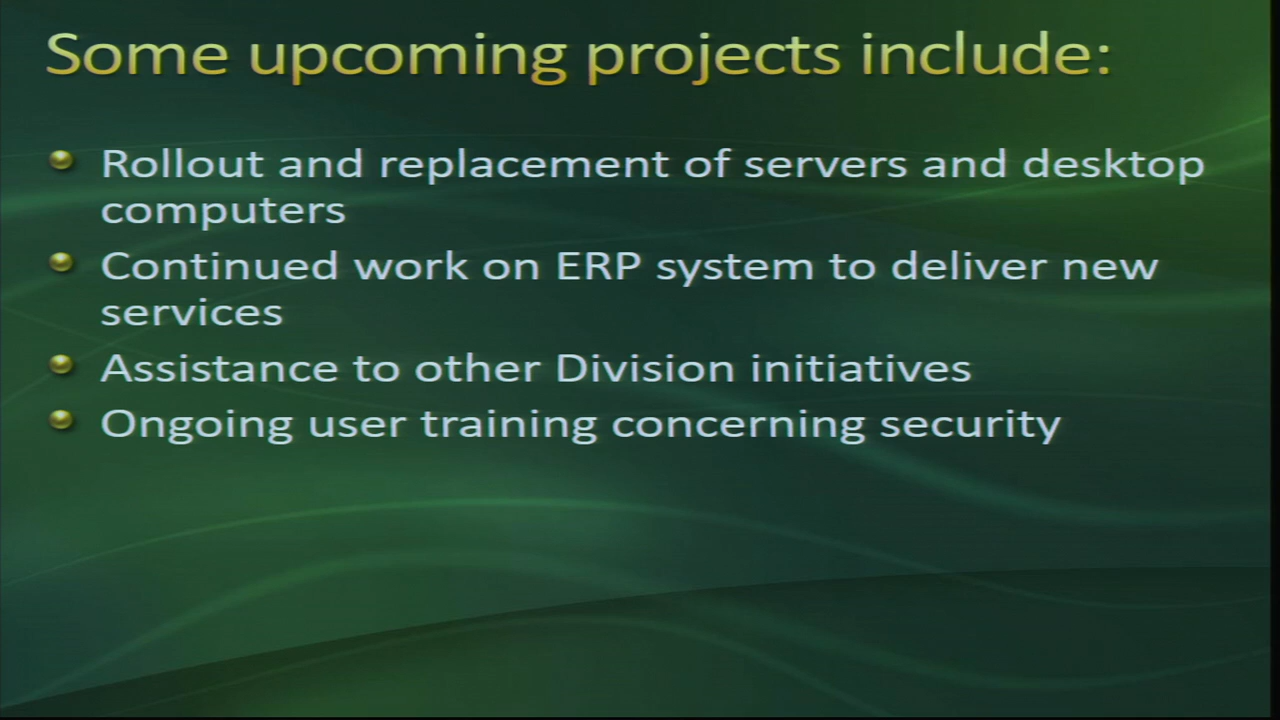 Some upcoming projects include:
Rollout and replacement of servers and desktop
computers
Continued work on ERP system to deliver new
services
Assistance to other Division initiatives
Ongoing user training concerning security